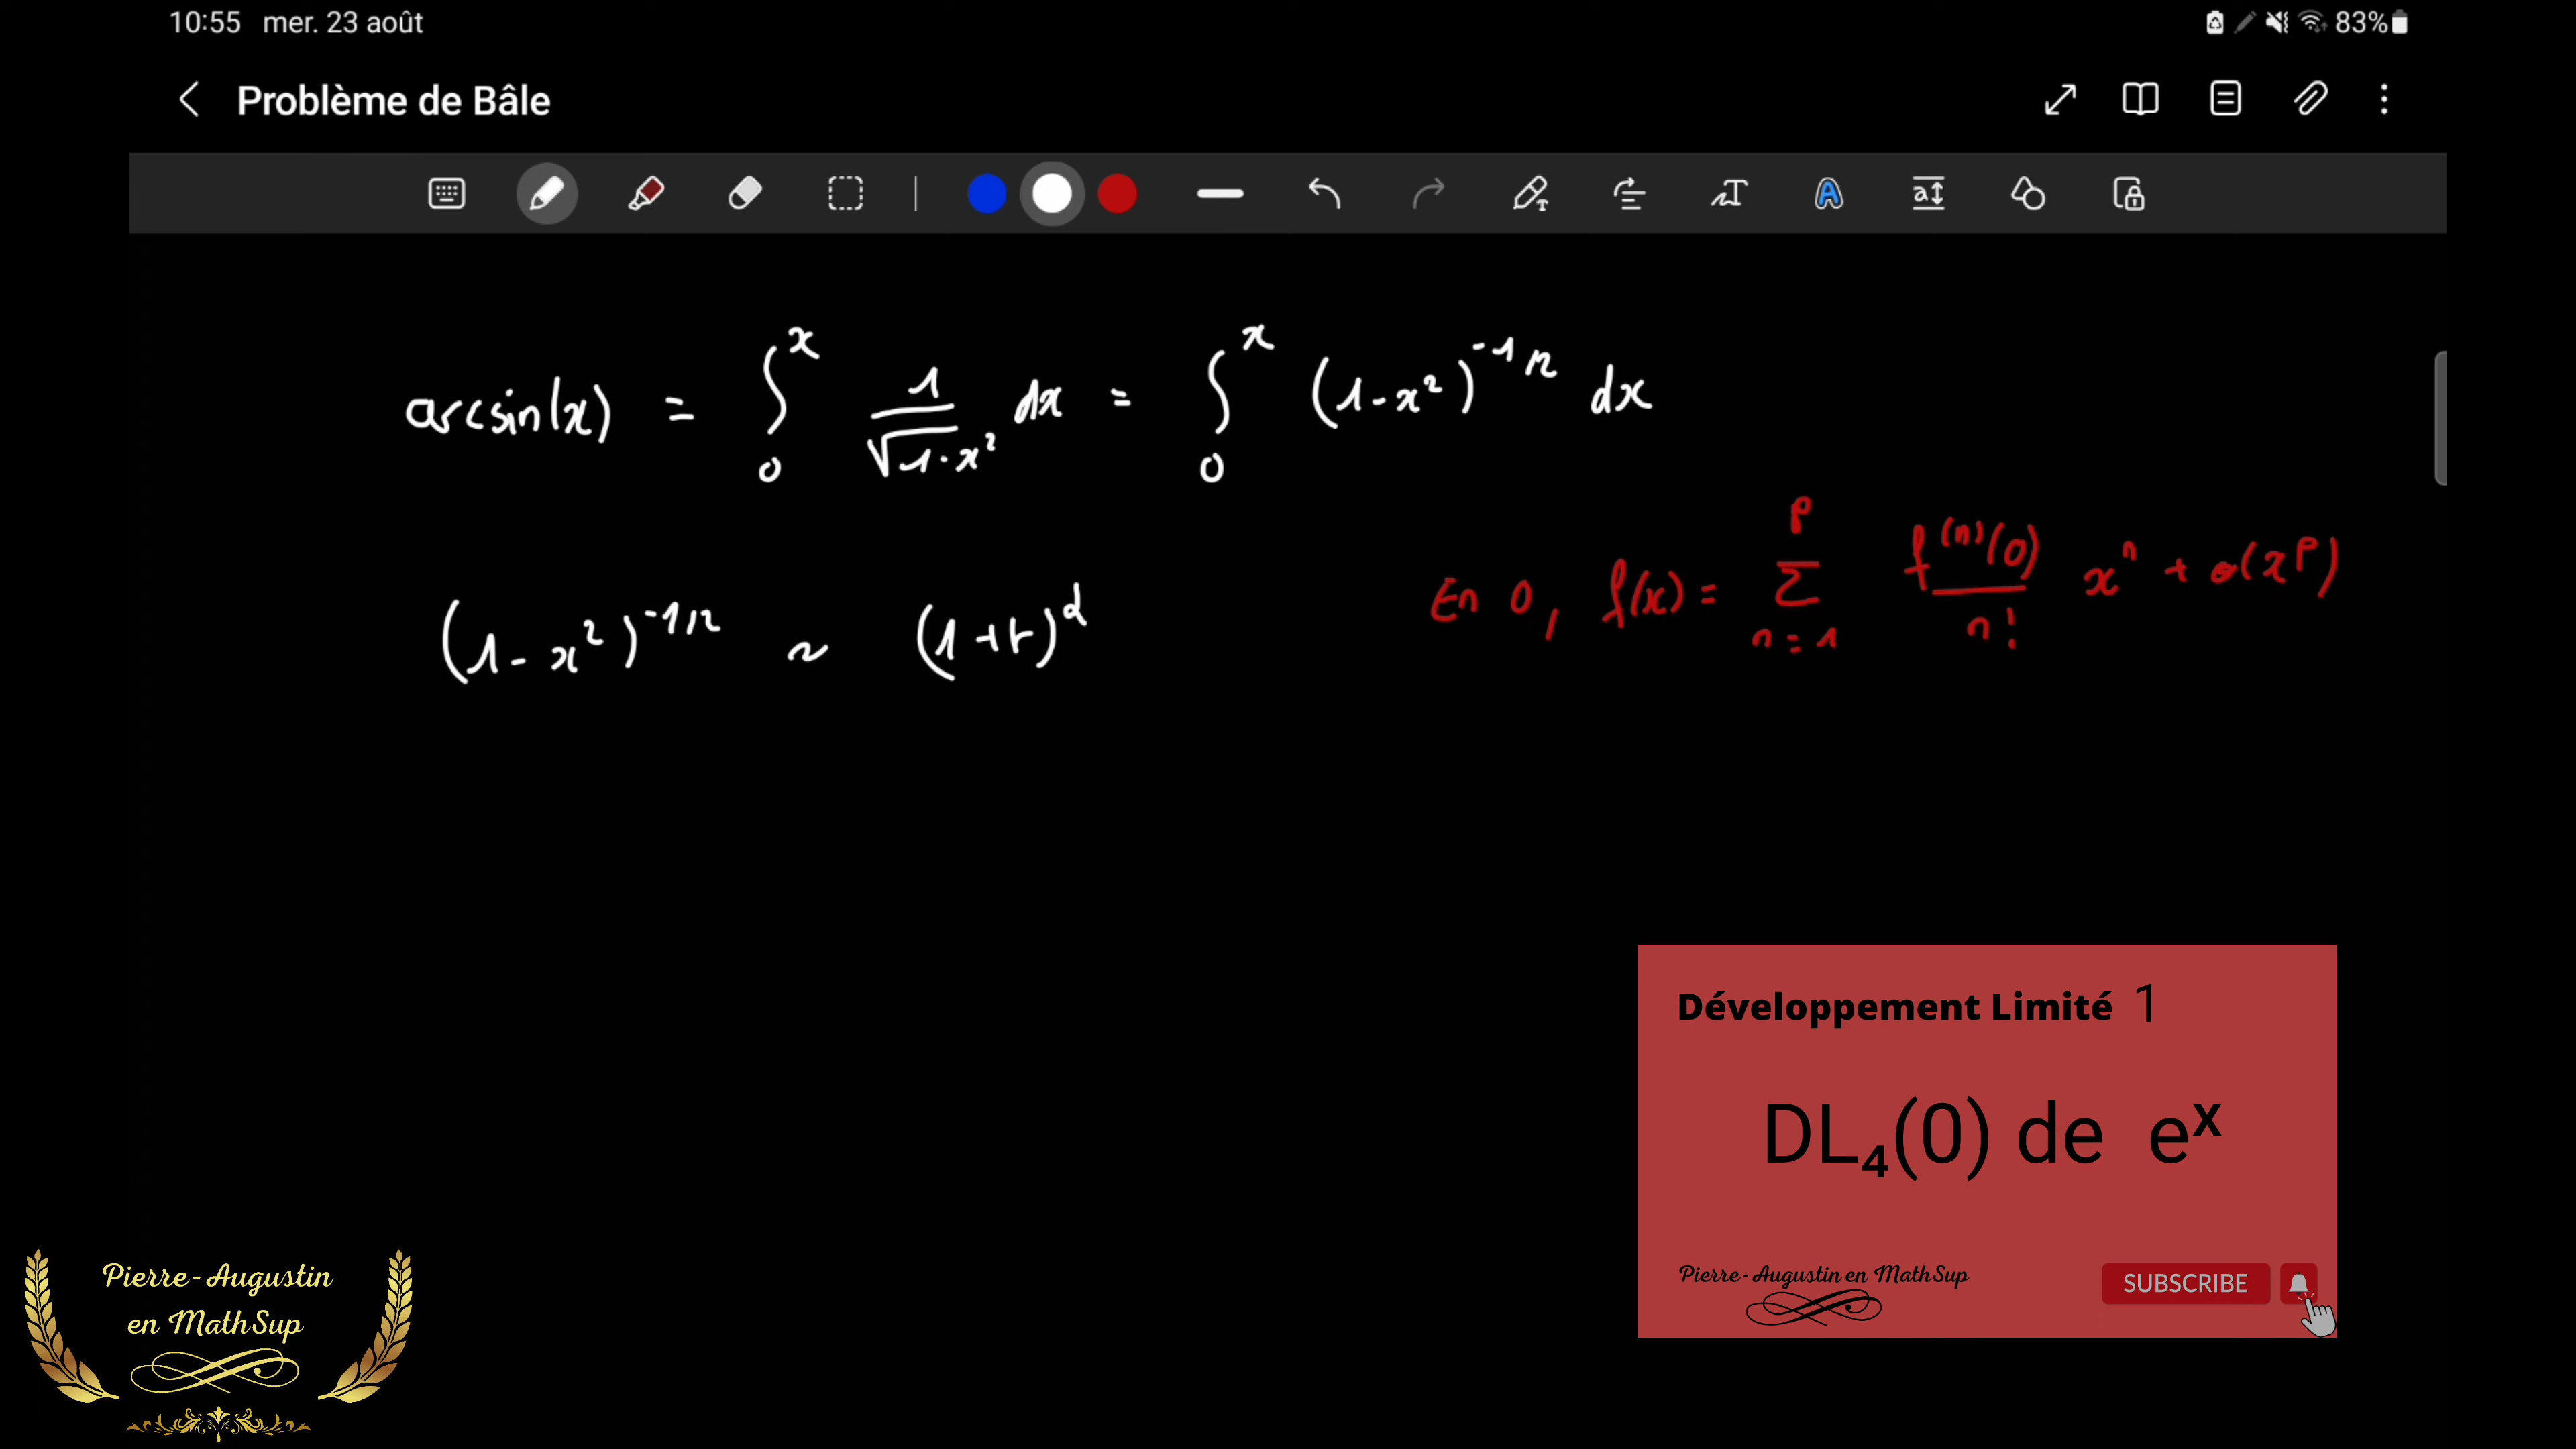 10:55 mer. 23 août 83%
Problème de Bâle
arcsin(x) = ∫₀ˣ 1/√(1-x²) dx = ∫₀ˣ (1-x²)^(-1/2) dx
En 0, f(x) = Σ_{n=1}^{p} f⁽ⁿ⁾(0)/n! xⁿ + o(xᵖ)
(1-x²)^(-1/2) ~ (1+t)^α
Développement Limité 1
DL₄(0) de eˣ
Pierre-Augustin en MathSup
SUBSCRIBE
Pierre-Augustin
en MathSup